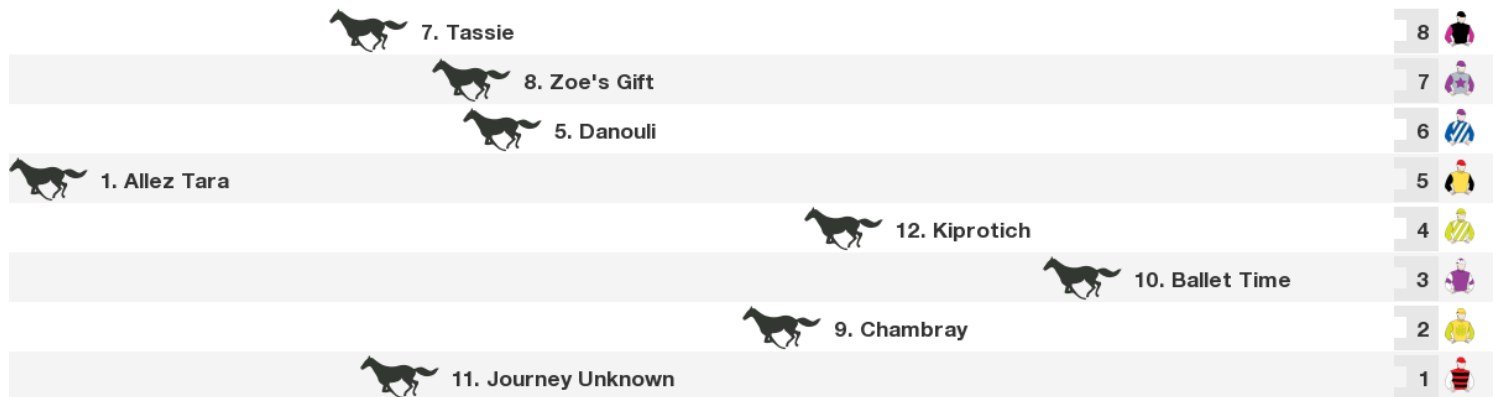 7. Tassie 8
8. Zoe's Gift 7
5. Danouli 6
1. Allez Tara 5
12. Kiprotich 4
10. Ballet Time 3
9. Chambray 2
11. Journey Unknown 1